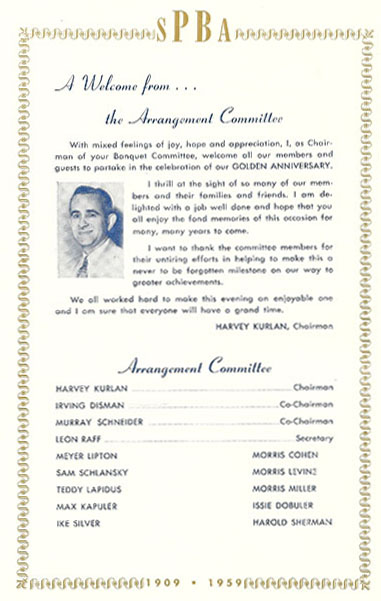 SPBA
A Welcome from . . .
the Arrangement Committee
With mixed feelings of joy, hope and appreciation, I, as Chair-
man of your Banquet Committee, welcome all our members and
guests to partake in the celebration of our GOLDEN ANNIVERSARY.
I thrill at the sight of so many of our mem-
bers and their families and friends. I am de-
lighted with a job well done and hope that you
all enjoy the fond memories of this occasion for
many, many years to come.
I want to thank the committee members for
their untiring efforts in helping to make this a
never to be forgotten milestone on our way to
greater achievements.
We all worked hard to make this evening an enjoyable one
and I am sure that everyone will have a grand time.
HARVEY KURLAN, Chairman
Arrangement Committee
HARVEY KURLAN Chairman
IRVING DISMAN Co-Chairman
MURRAY SCHNEIDER Co-Chairman
LEON RAFF Secretary
MEYER LIPTON MORRIS COHEN
SAM SCHLANSKY MORRIS LEVINE
TEDDY LAPIDUS MORRIS MILLER
MAX KAPULER ISSIE DOBULER
IKE SILVER HAROLD SHERMAN
1909 • 1959